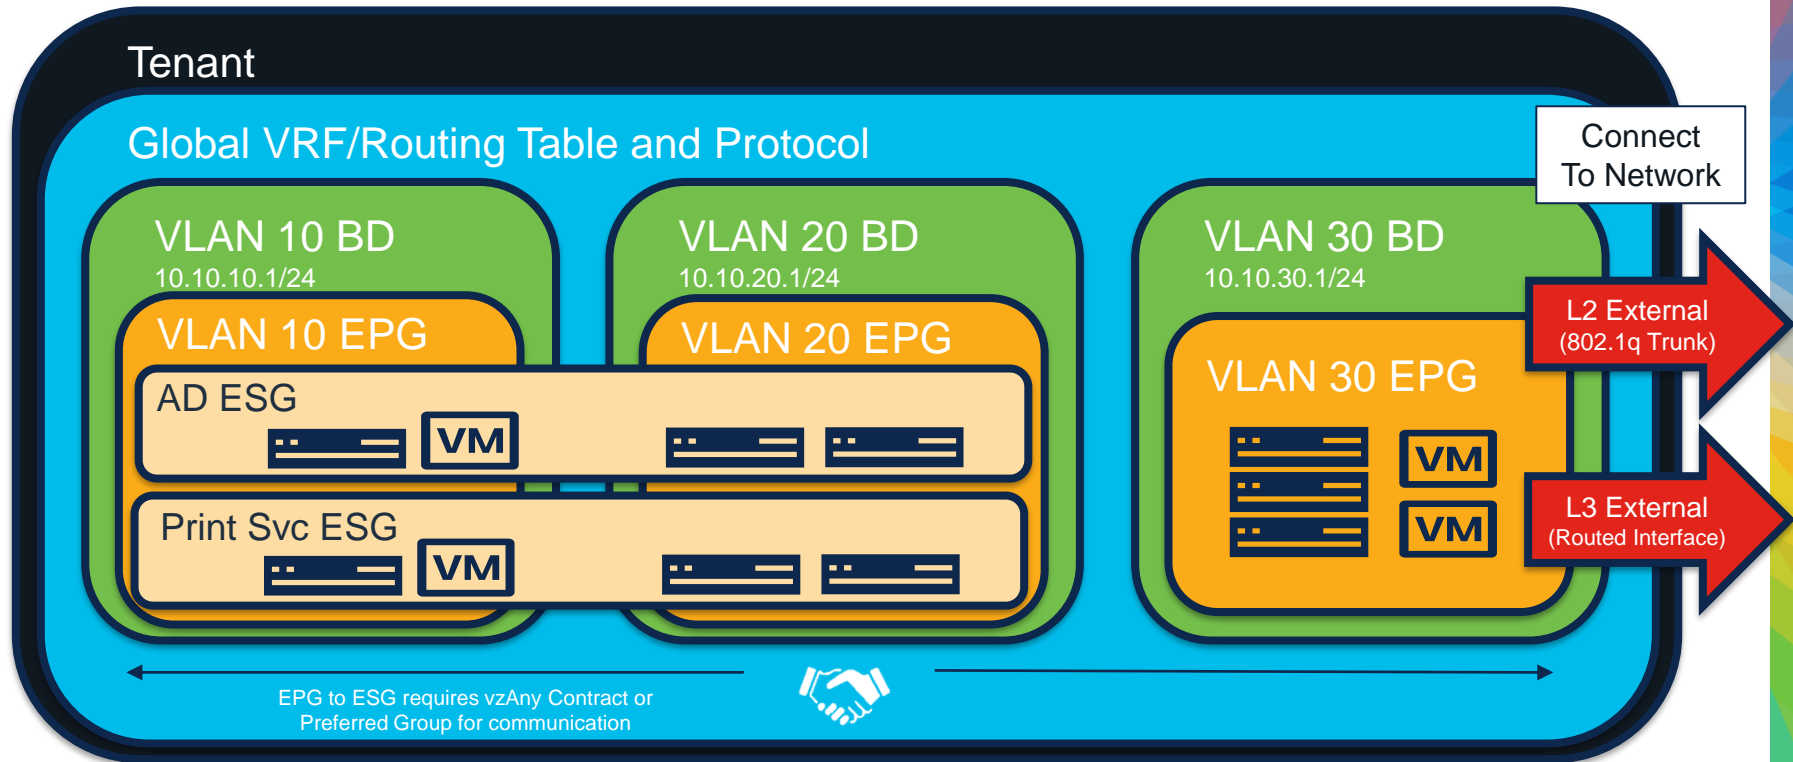 Tenant
Global VRF/Routing Table and Protocol
Connect
To Network
VLAN 10 BD
10.10.10.1/24
VLAN 10 EPG
VLAN 20 BD
10.10.20.1/24
VLAN 20 EPG
AD ESG
VM
Print Svc ESG
VM
VLAN 30 BD
10.10.30.1/24
VLAN 30 EPG
VM
VM
L2 External
(802.1q Trunk)
L3 External
(Routed Interface)
EPG to ESG requires vzAny Contract or
Preferred Group for communication